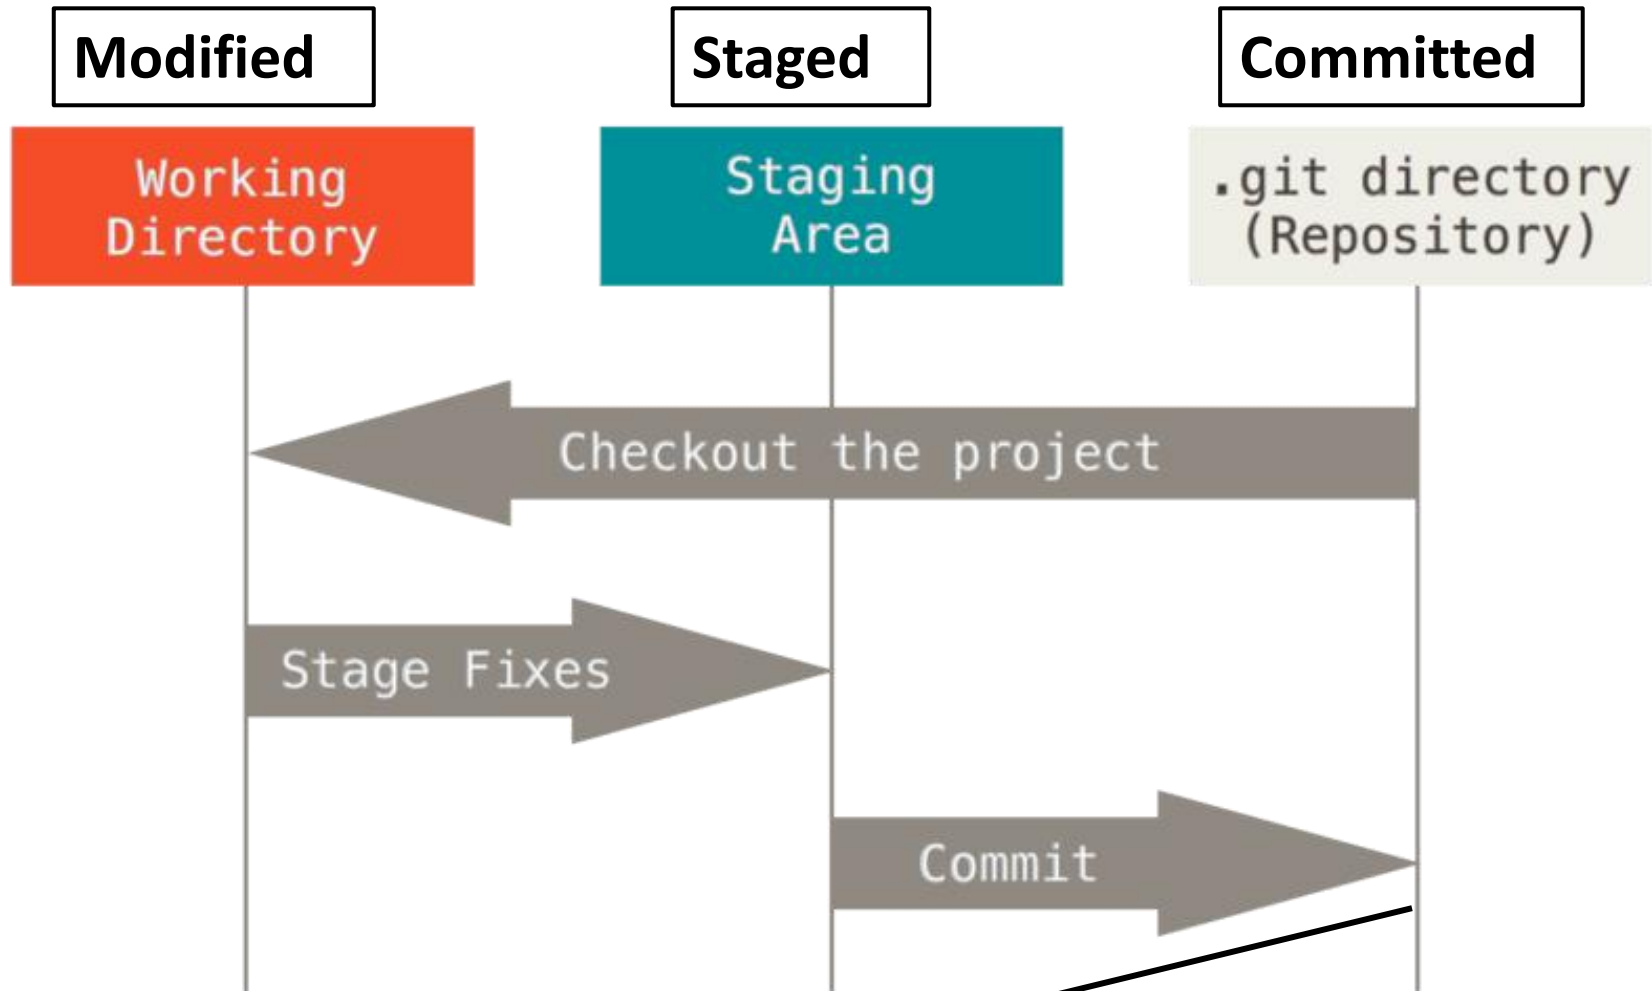 Modified
Staged
Committed
Working
Directory
Staging
Area
.git directory
(Repository)
Checkout the project
Stage Fixes
Commit